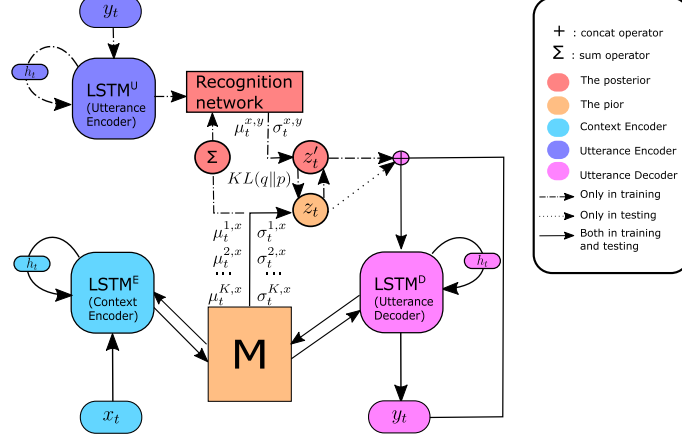 y_t
h_t
LSTM^U
(Utterance
Encoder)
Recognition
network
μ_t^{x,y} σ_t^{x,y}
Σ
z'_t
+
KL(q||p)
z_t
μ_t^{1,x} σ_t^{1,x}
μ_t^{2,x} σ_t^{2,x}
...... ......
μ_t^{K,x} σ_t^{K,x}
h_t
LSTM^E
(Context
Encoder)
M
LSTM^D
(Utterance
Decoder)
h_t
x_t
y_t
+ : concat operator
Σ : sum operator
The posterior
The pior
Context Encoder
Utterance Encoder
Utterance Decoder
Only in training
Only in testing
Both in training
and testing